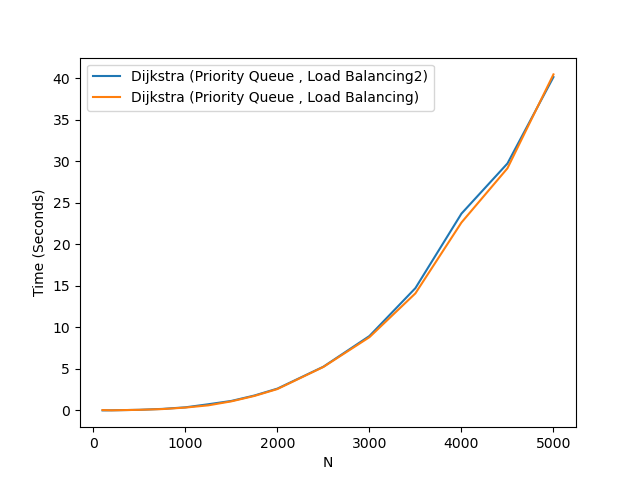 Dijkstra (Priority Queue , Load Balancing2)
Dijkstra (Priority Queue , Load Balancing)
40
35
30
25
20
15
10
5
0
Time (Seconds)
0 1000 2000 3000 4000 5000
N